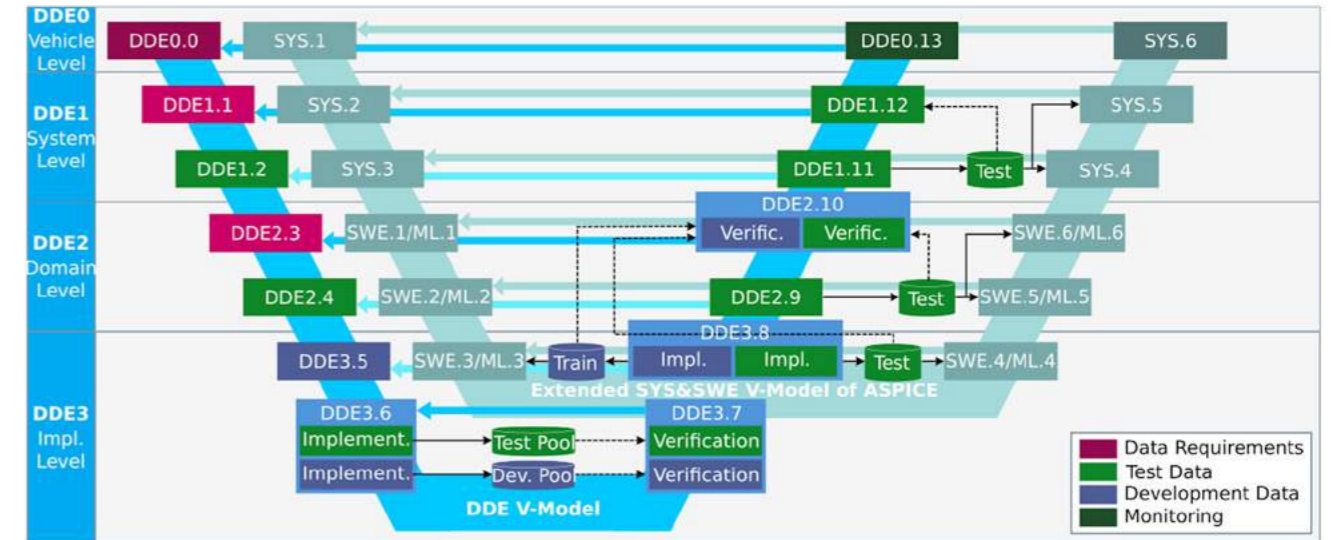 DDE0
Vehicle
Level
DDE0.0
SYS.1
DDE0.13
SYS.6
DDE1
System
Level
DDE1.1
SYS.2
DDE1.12
SYS.5
DDE1.2
SYS.3
DDE1.11
Test
SYS.4
DDE2
Domain
Level
DDE2.10
DDE2.3
SWE.1/ML.1
Verific.
Verific.
SWE.6/ML.6
DDE2.4
SWE.2/ML.2
DDE2.9
Test
SWE.5/ML.5
DDE3
Impl.
Level
DDE3.8
DDE3.5
SWE.3/ML.3
Train
Impl.
Impl.
Test
SWE.4/ML.4
Extended SYS&SWE V-Model of ASPICE
DDE3.6
DDE3.7
Implement.
Test Pool
Verification
Implement.
Dev. Pool
Verification
DDE V-Model
Data Requirements
Test Data
Development Data
Monitoring